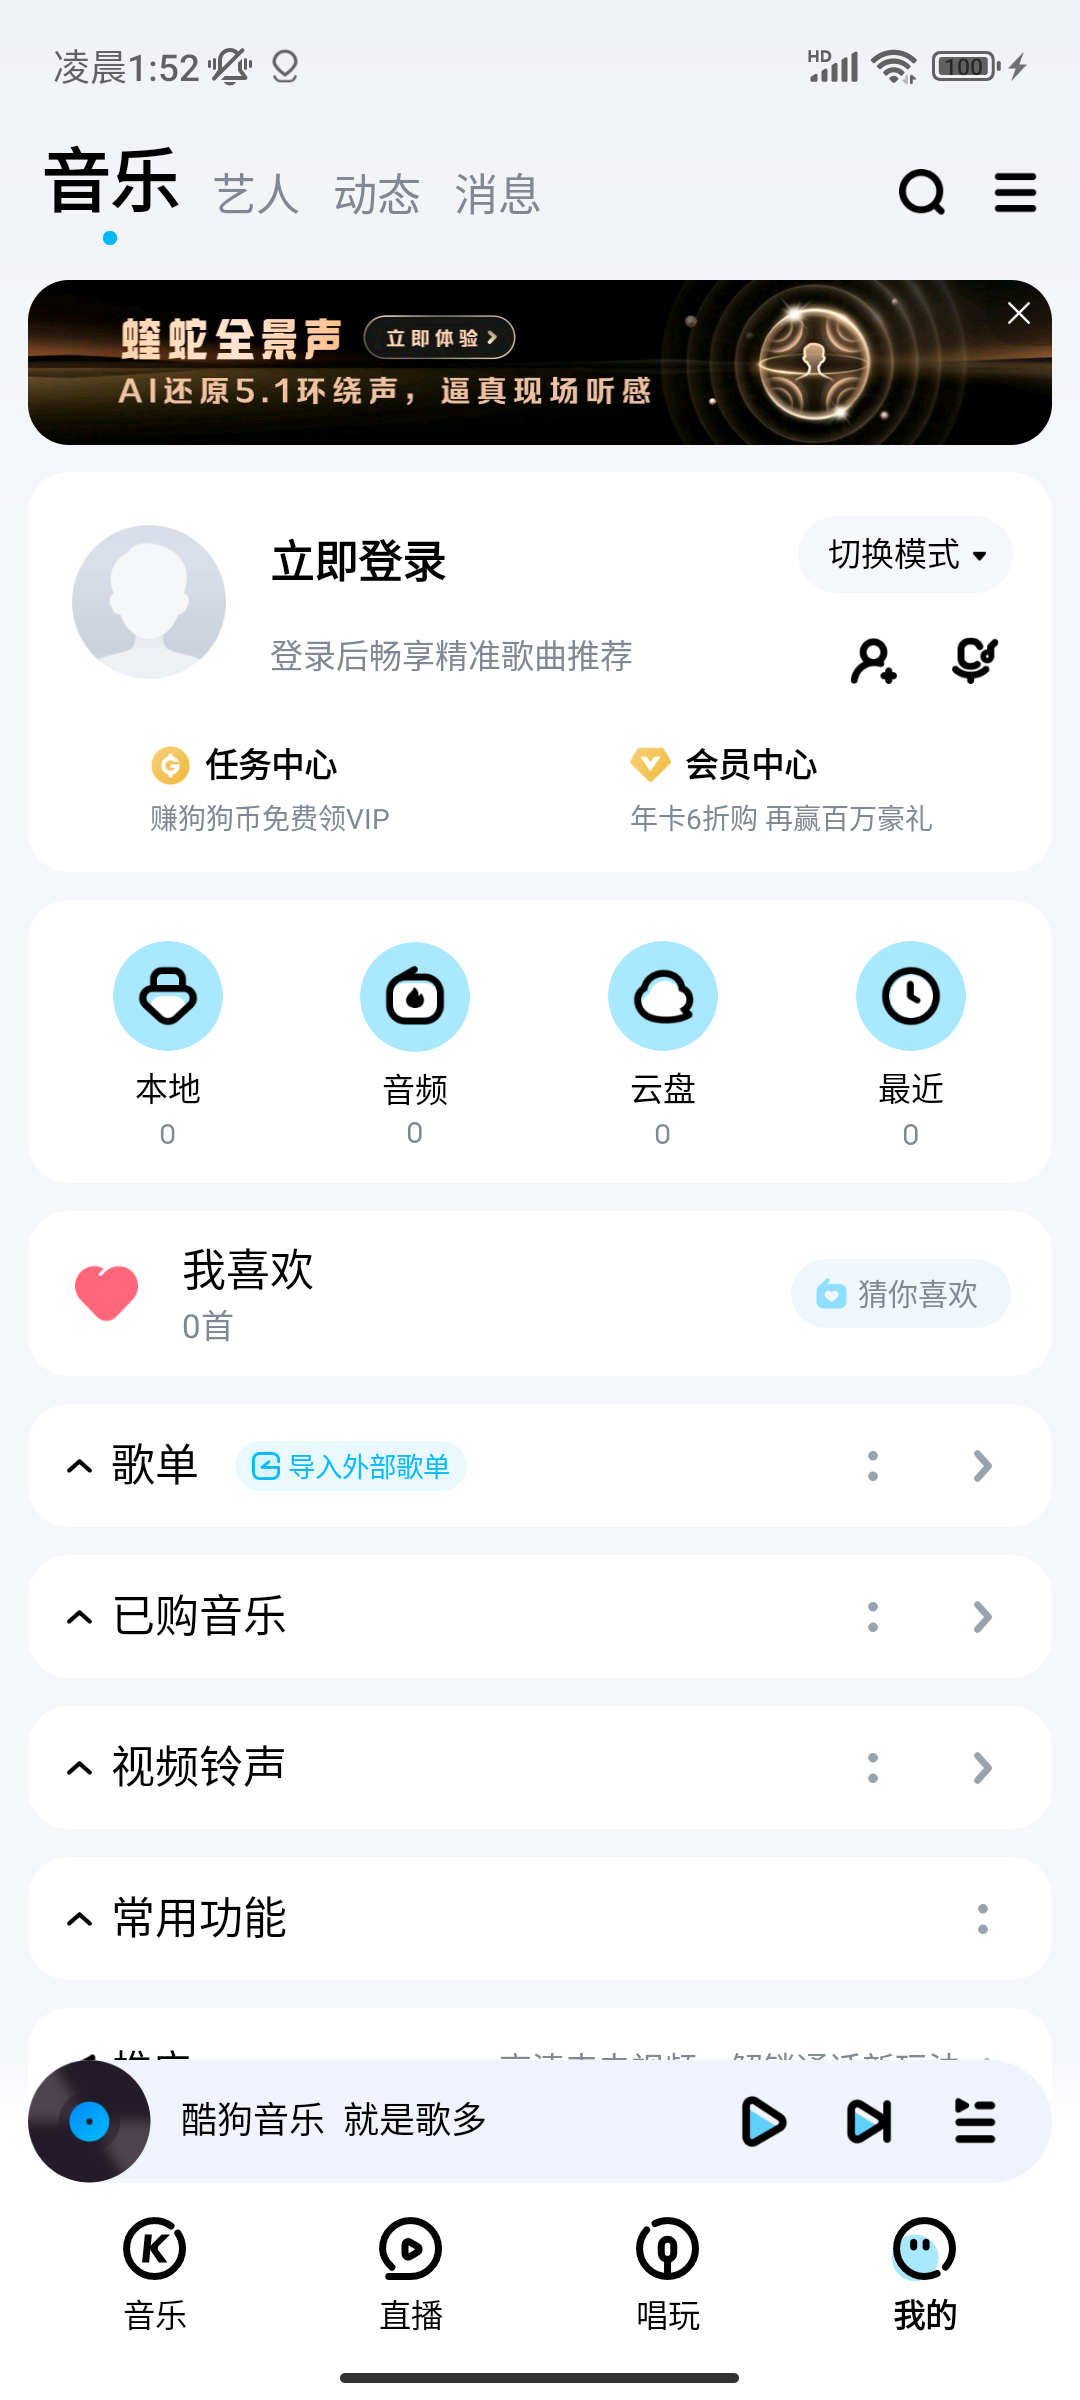 凌晨1:52
HD
100
音乐 艺人 动态 消息
蝰蛇全景声 立即体验
AI还原5.1环绕声，逼真现场听感
立即登录
切换模式
登录后畅享精准歌曲推荐
任务中心
赚狗狗币免费领VIP
会员中心
年卡6折购 再赢百万豪礼
本地
0
音频
0
云盘
0
最近
0
我喜欢
0首
猜你喜欢
歌单
导入外部歌单
已购音乐
视频铃声
常用功能
酷狗音乐 就是歌多
音乐
直播
唱玩
我的